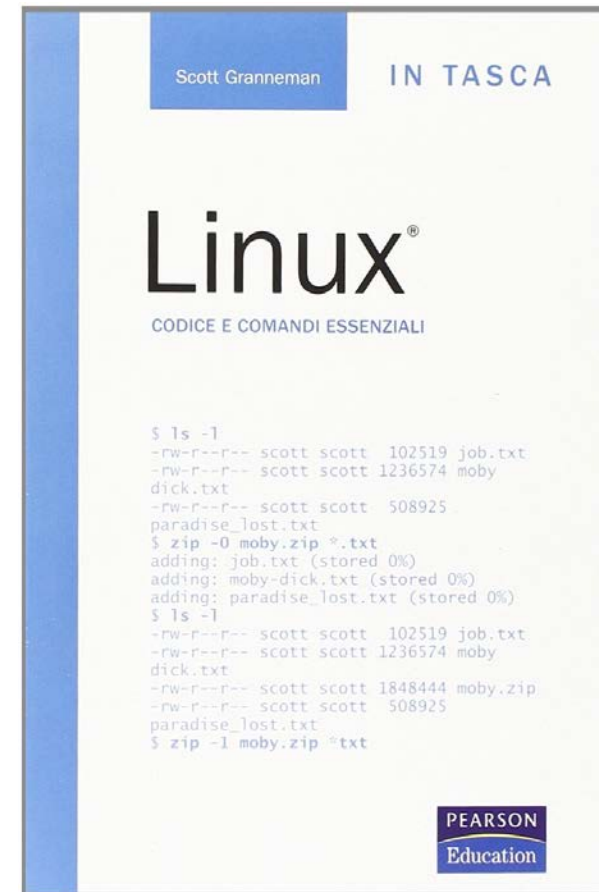 Scott Granneman
IN TASCA
Linux®
CODICE E COMANDI ESSENZIALI
$ ls -l
-rw-r--r-- scott scott 102519 job.txt
-rw-r--r-- scott scott 1236574 moby
dick.txt
-rw-r--r-- scott scott 508925
paradise_lost.txt
$ zip -0 moby.zip *.txt
adding: job.txt (stored 0%)
adding: moby-dick.txt (stored 0%)
adding: paradise_lost.txt (stored 0%)
$ ls -l
-rw-r--r-- scott scott 102519 job.txt
-rw-r--r-- scott scott 1236574 moby
dick.txt
-rw-r--r-- scott scott 1848444 moby.zip
-rw-r--r-- scott scott 508925
paradise_lost.txt
$ zip -1 moby.zip *txt
PEARSON
Education